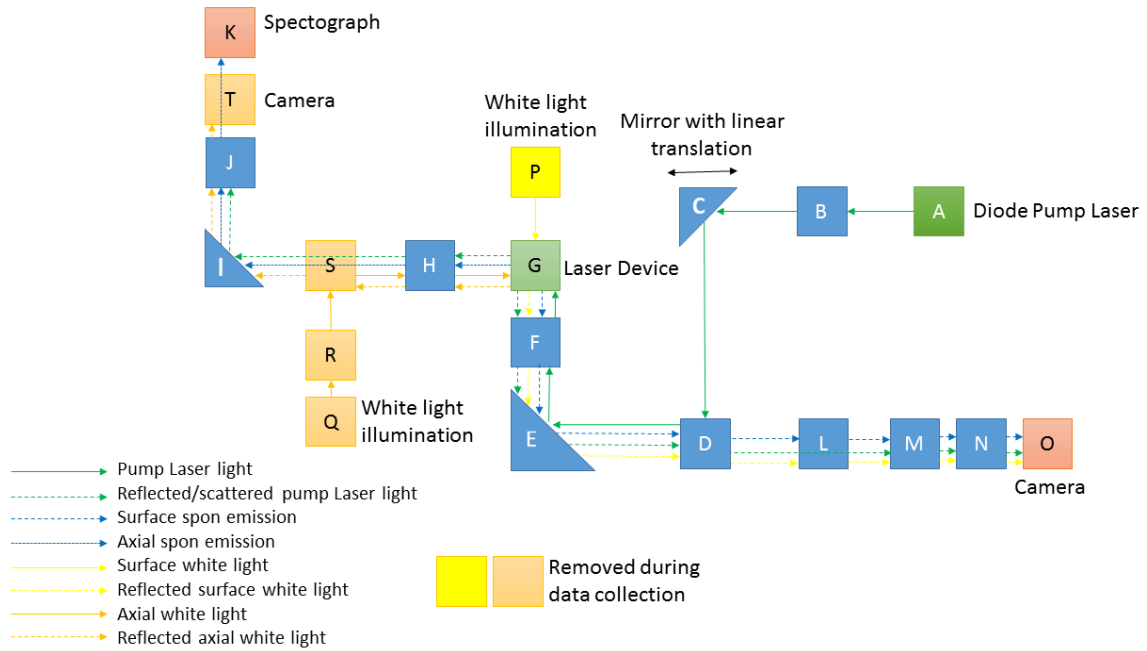 K
Spectograph
T
Camera
J
White light
illumination
P
Mirror with linear
translation
C
B
A
Diode Pump Laser
I
S
H
G
Laser Device
R
F
Q
White light
illumination
E
D
L
M
N
O
Camera
Pump Laser light
Reflected/scattered pump Laser light
Surface spon emission
Axial spon emission
Surface white light
Reflected surface white light
Axial white light
Reflected axial white light
Removed during
data collection